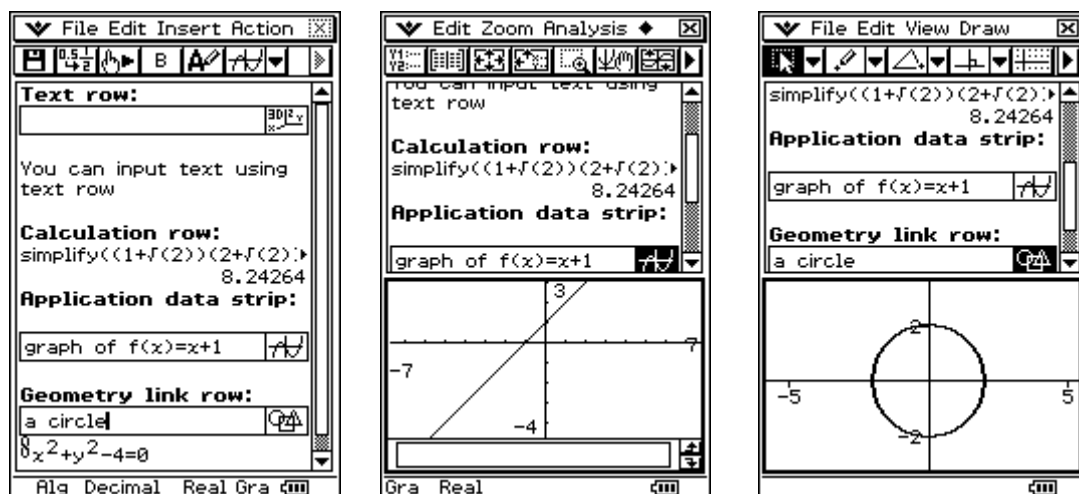 File Edit Insert Action
B
Text row:
You can input text using
text row
Calculation row:
simplify((1+√(2))(2+√(2)
8.24264
Application data strip:
graph of f(x)=x+1
Geometry link row:
a circle
x²+y²-4=0
Alg Decimal Real Gra
Edit Zoom Analysis
Y1:
Y2:
You can input text using
text row
Calculation row:
simplify((1+√(2))(2+√(2)
8.24264
Application data strip:
graph of f(x)=x+1
3
-7
7
-4
Gra Real
File Edit View Draw
simplify((1+√(2))(2+√(2)
8.24264
Application data strip:
graph of f(x)=x+1
Geometry link row:
a circle
2
-5
5
-2